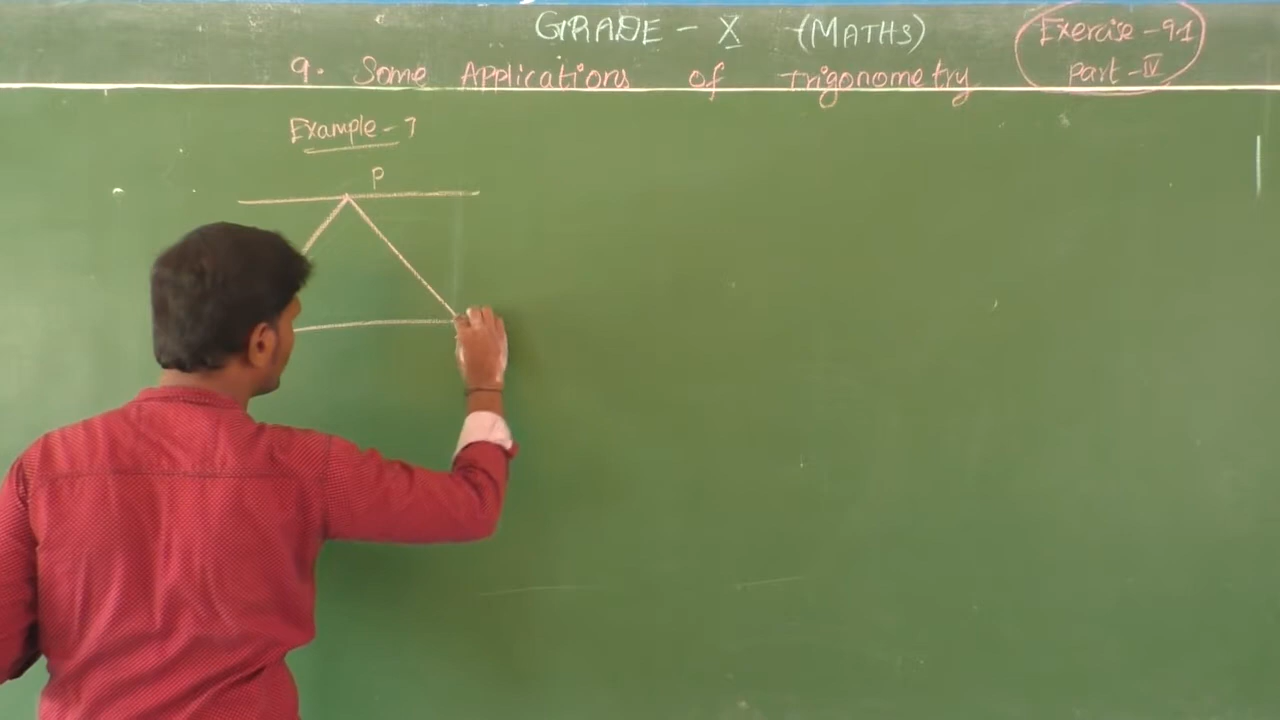 GRADE - X (MATHS)
Exercise - 9.1
part - IV
9. Some Applications of Trigonometry
Example - 7
P